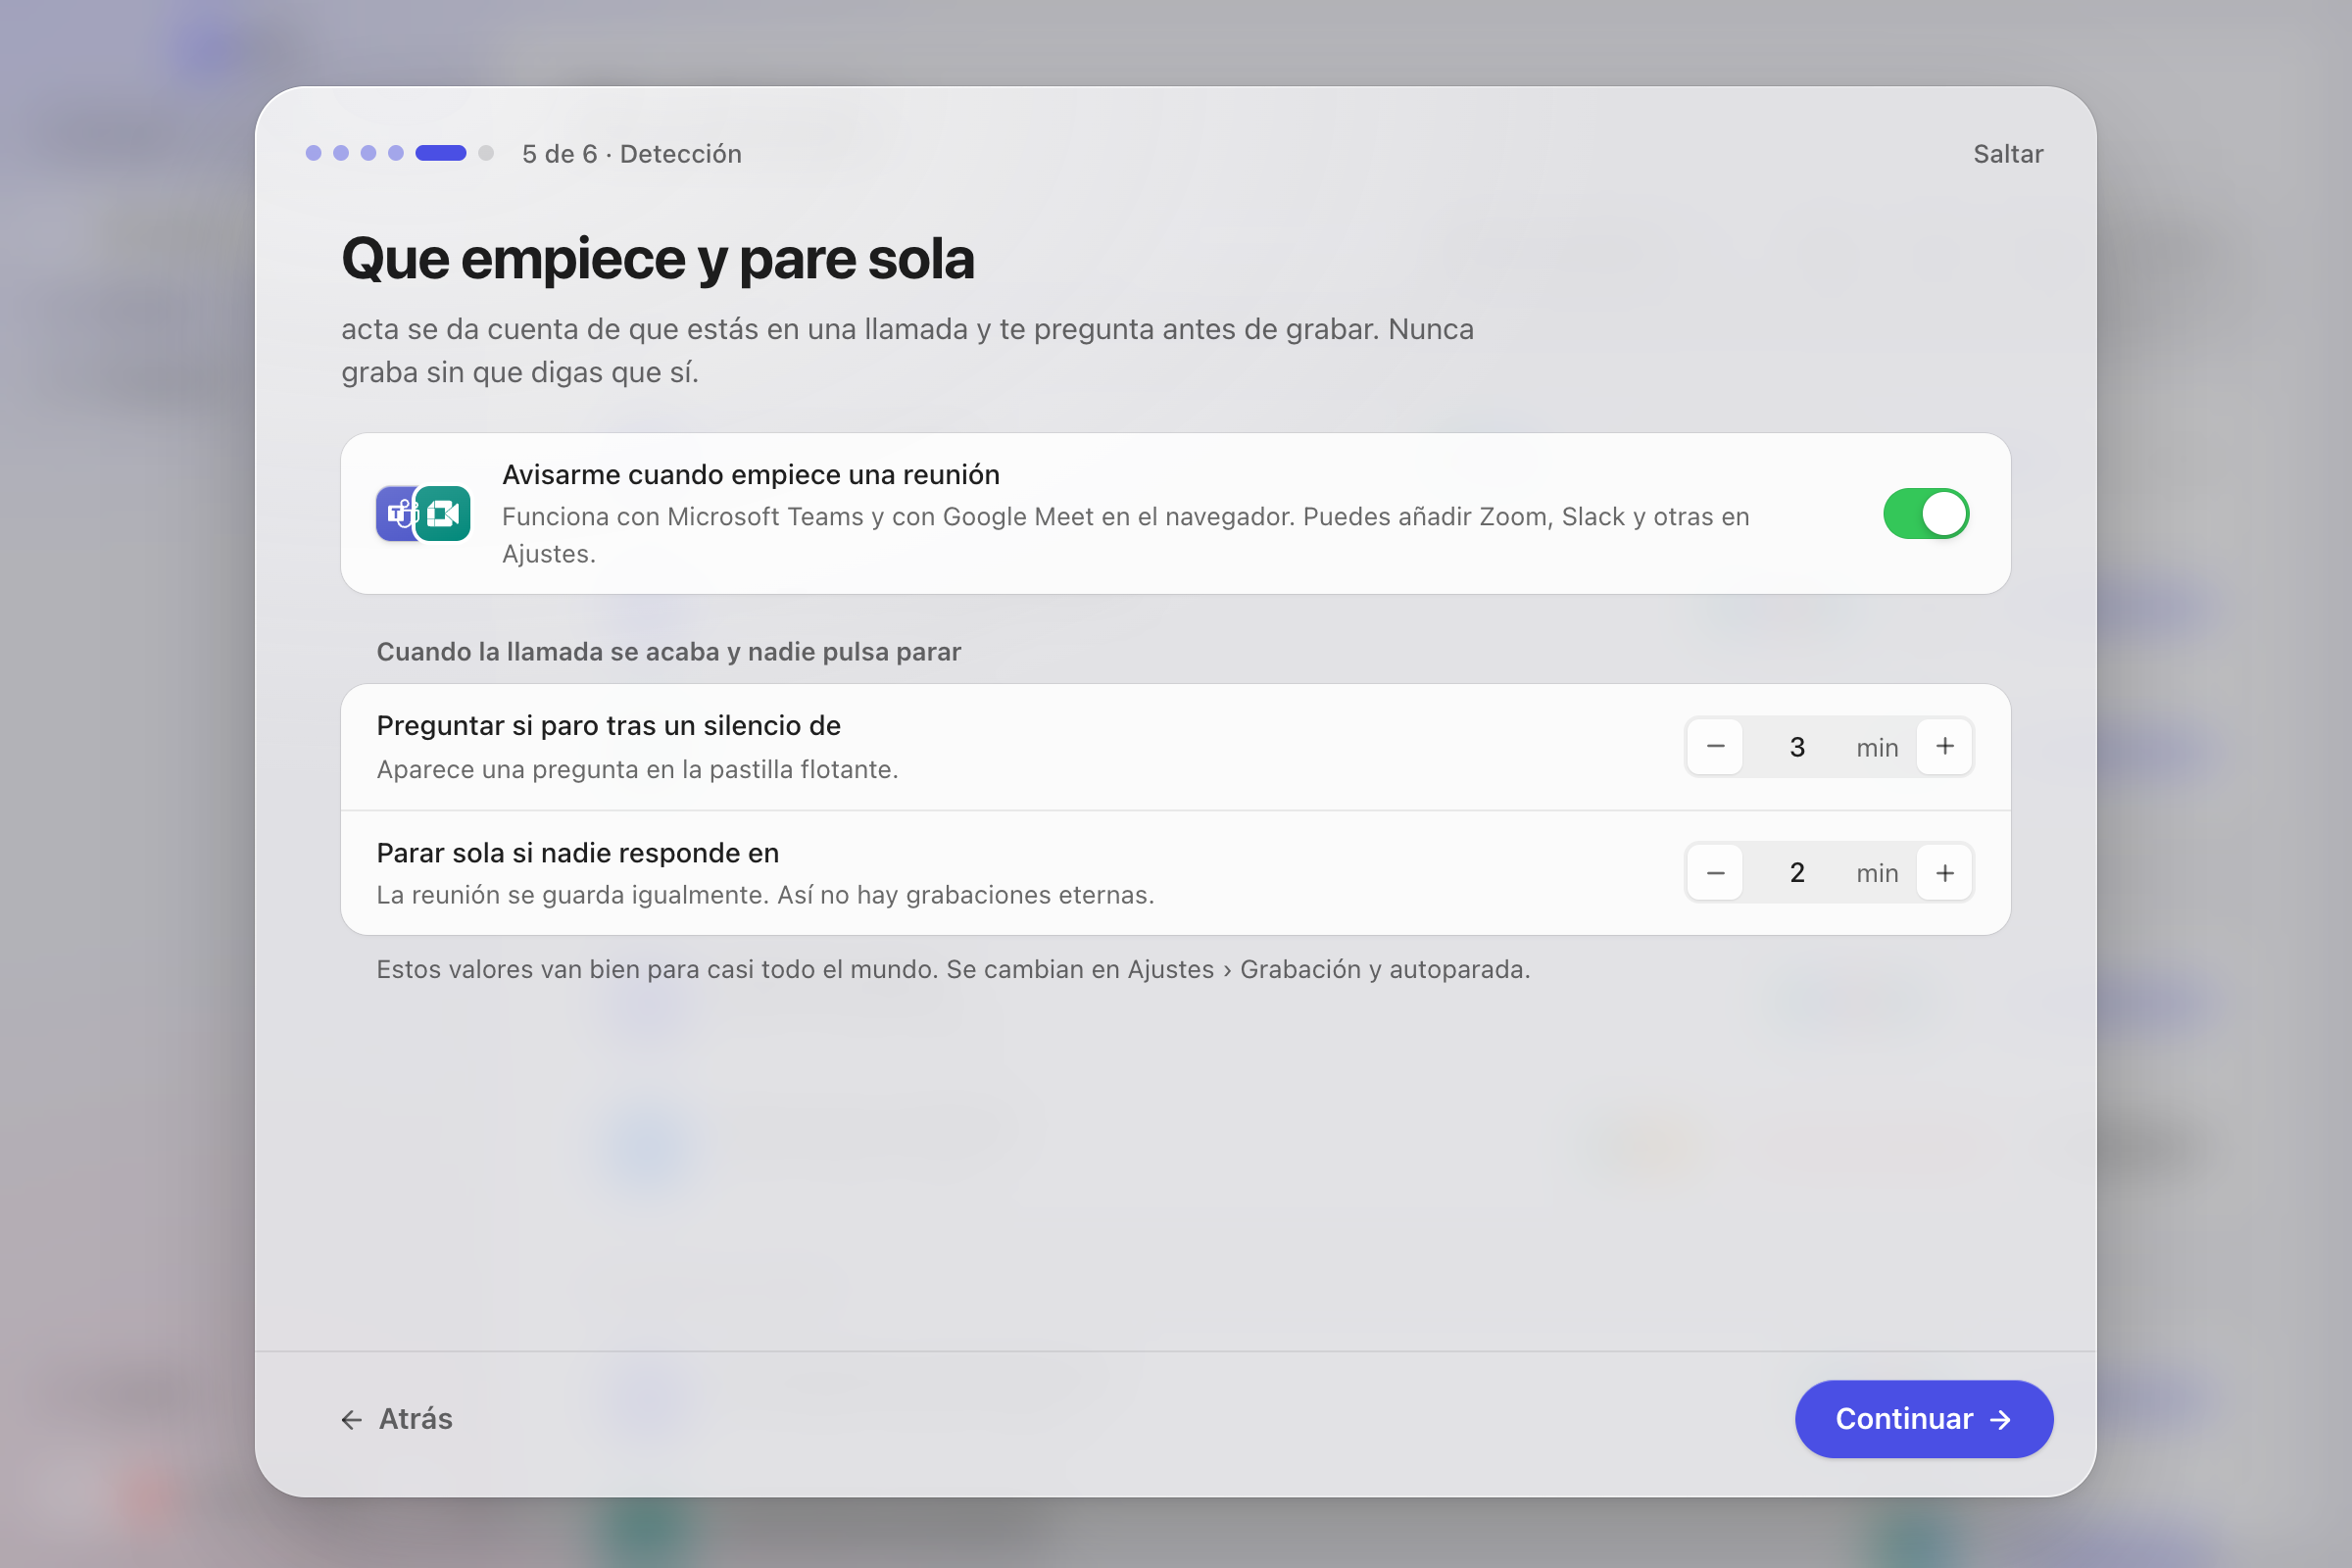 5 de 6 · Detección
Saltar
Que empiece y pare sola
acta se da cuenta de que estás en una llamada y te pregunta antes de grabar. Nunca
graba sin que digas que sí.
Avisarme cuando empiece una reunión
Funciona con Microsoft Teams y con Google Meet en el navegador. Puedes añadir Zoom, Slack y otras en
Ajustes.
Cuando la llamada se acaba y nadie pulsa parar
Preguntar si paro tras un silencio de
Aparece una pregunta en la pastilla flotante.
− 3 min +
Parar sola si nadie responde en
La reunión se guarda igualmente. Así no hay grabaciones eternas.
− 2 min +
Estos valores van bien para casi todo el mundo. Se cambian en Ajustes › Grabación y autoparada.
← Atrás
Continuar →